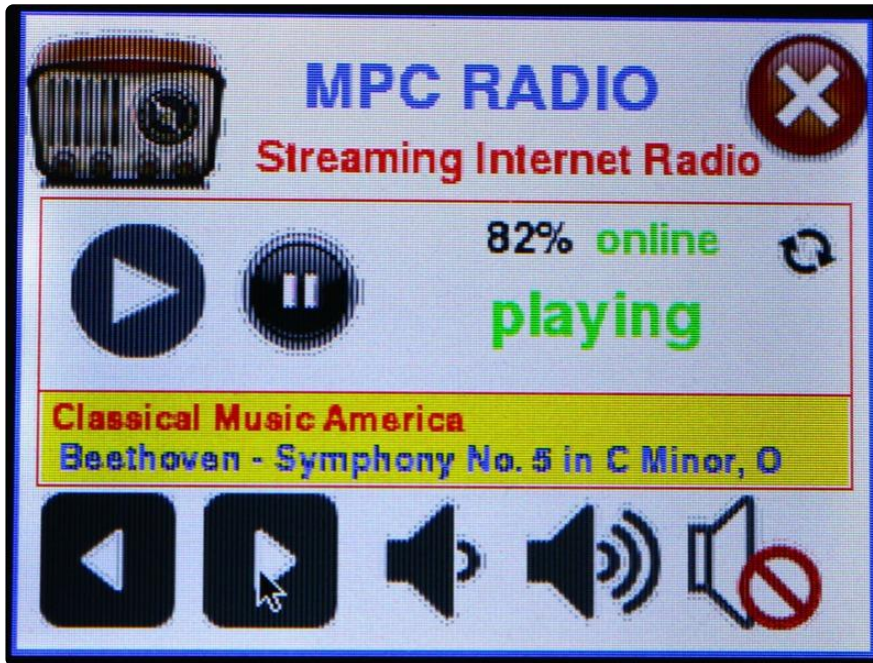 MPC RADIO
Streaming Internet Radio
82% online
playing
Classical Music America
Beethoven - Symphony No. 5 in C Minor, O